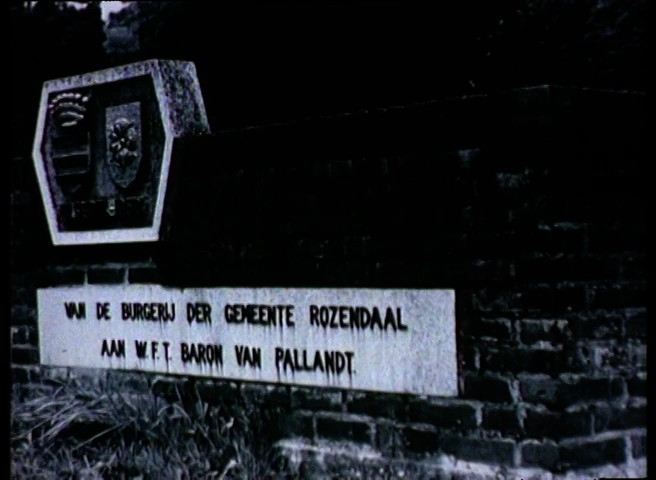 VAN DE BURGERIJ DER GEMEENTE ROZENDAAL
AAN W.F.T. BARON VAN PALLANDT.